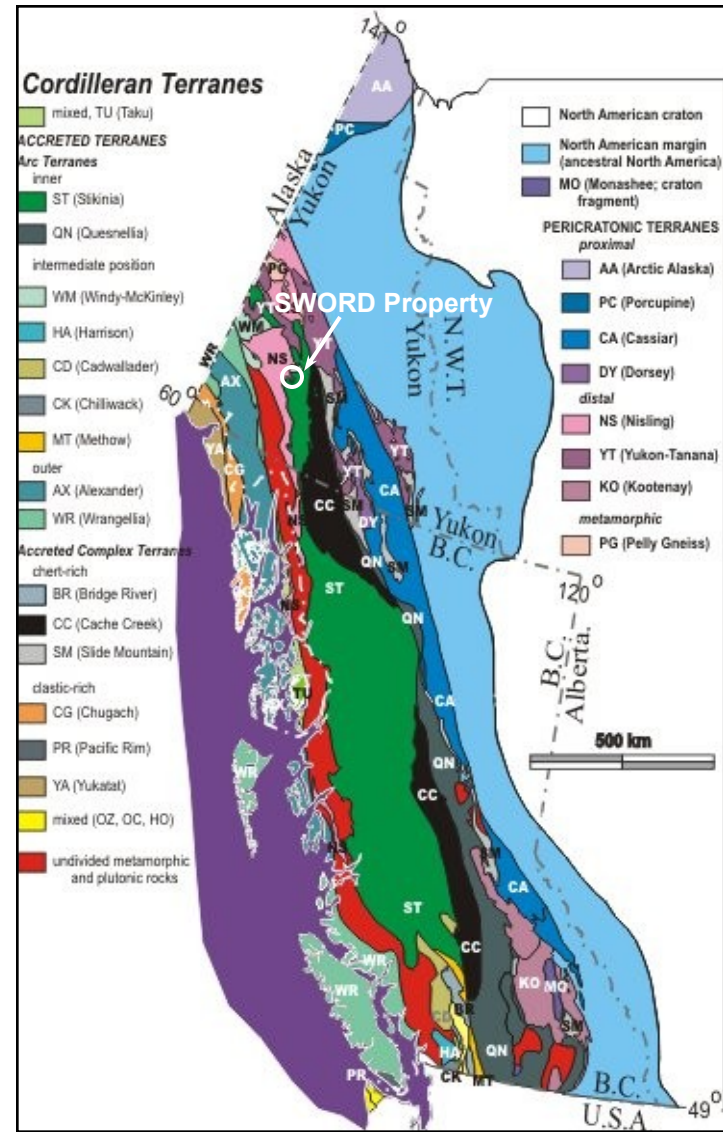 141°
Cordilleran Terranes
mixed, TU (Taku)
ACCRETED TERRANES
Arc Terranes
inner
ST (Stikinia)
QN (Quesnellia)
intermediate position
WM (Windy-McKinley)
HA (Harrison)
CD (Cadwallader)
CK (Chilliwack)
MT (Methow)
outer
AX (Alexander)
WR (Wrangellia)
Accreted Complex Terranes
chert-rich
BR (Bridge River)
CC (Cache Creek)
SM (Slide Mountain)
clastic-rich
CG (Chugach)
PR (Pacific Rim)
YA (Yukatat)
mixed (OZ, OC, HO)
undivided metamorphic
and plutonic rocks
North American craton
North American margin
(ancestral North America)
MO (Monashee; craton
fragment)
PERICRATONIC TERRANES
proximal
AA (Arctic Alaska)
PC (Porcupine)
CA (Cassiar)
DY (Dorsey)
distal
NS (Nisling)
YT (Yukon-Tanana)
KO (Kootenay)
metamorphic
PG (Pelly Gneiss)
AA
PC
Alaska
Yukon
PG
SWORD Property
YT
WM
YT
Yukon
N.W.T.
WR
NS
60°
AX
SM
YA
CG
YT
YT
CC
SM
CA
NS
DY
SM
Yukon
B.C.
QN
SM
120°
ST
NS
QN
TU
CA
B.C.
Alberta.
500 km
WR
QN
CC
NS
SM
CA
ST
CC
WR
WR
KO
MO
BR
CD
SM
HA
QN
PR
CK
MT
B.C.
U.S.A
49°